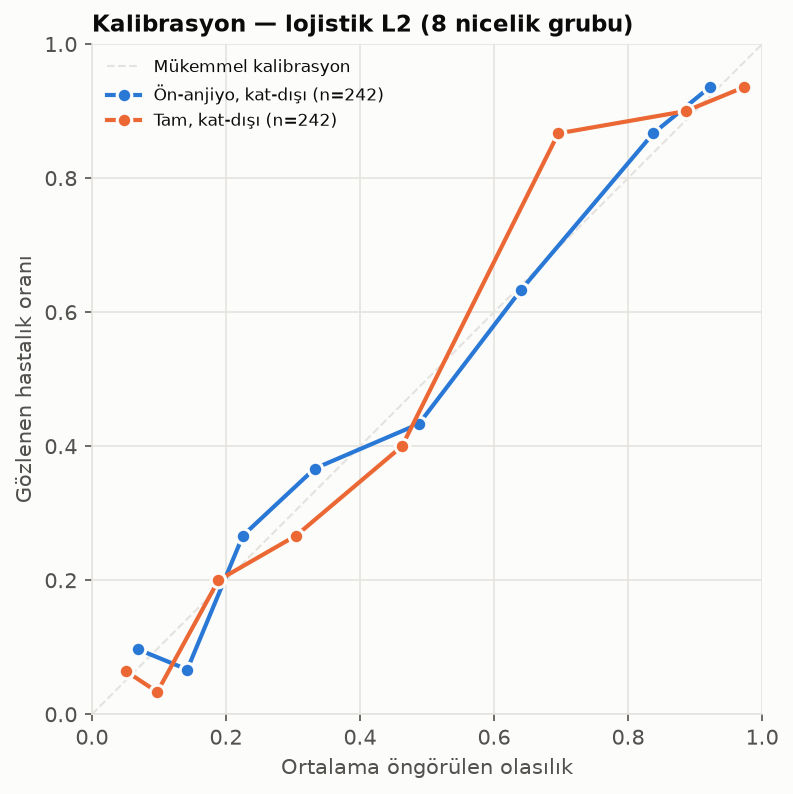 Kalibrasyon — lojistik L2 (8 nicelik grubu)
Mükemmel kalibrasyon
Ön-anjiyo, kat-dışı (n=242)
Tam, kat-dışı (n=242)
Gözlenen hastalık oranı
1.0
0.8
0.6
0.4
0.2
0.0
0.0 0.2 0.4 0.6 0.8 1.0
Ortalama öngörülen olasılık